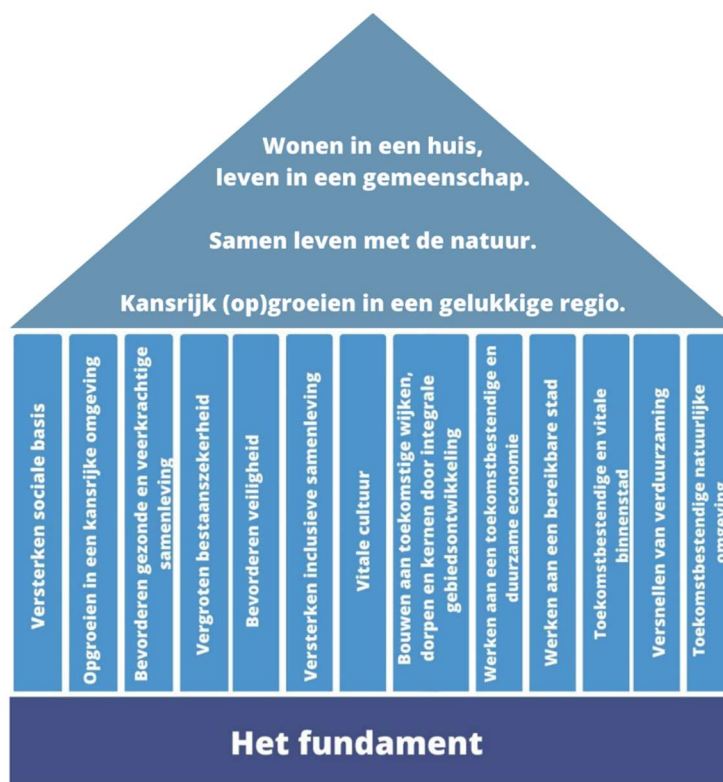 Wonen in een huis,
leven in een gemeenschap.
Samen leven met de natuur.
Kansrijk (op)groeien in een gelukkige regio.
Versterken sociale basis
Opgroeien in een kansrijke omgeving
Bevorderen gezonde en veerkrachtige
samenleving
Vergroten bestaanszekerheid
Bevorderen veiligheid
Versterken inclusieve samenleving
Vitale cultuur
Bouwen aan toekomstige wijken,
dorpen en kernen door integrale
gebiedsontwikkeling
Werken aan een toekomstbestendige en
duurzame economie
Werken aan een bereikbare stad
Toekomstbestendige en vitale
binnenstad
Versnellen van verduurzaming
Toekomstbestendige natuurlijke
omgeving
Het fundament